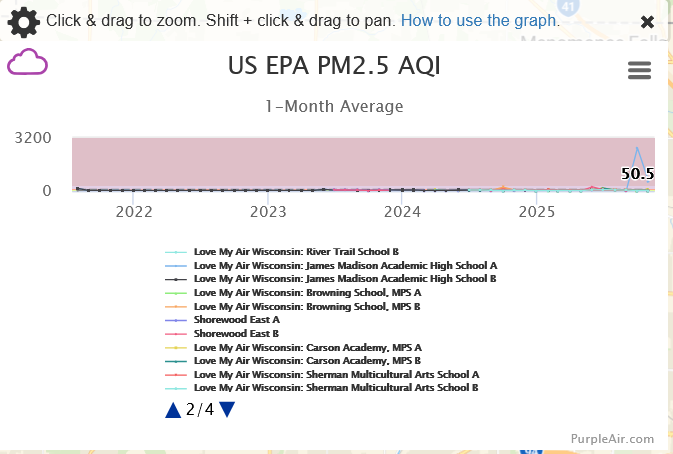 Click & drag to zoom. Shift + click & drag to pan. How to use the graph.
41
US EPA PM2.5 AQI
1-Month Average
3200
50.5
0
2022
2023
2024
2025
Love My Air Wisconsin: River Trail School B
Love My Air Wisconsin: James Madison Academic High School A
Love My Air Wisconsin: James Madison Academic High School B
Love My Air Wisconsin: Browning School, MPS A
Love My Air Wisconsin: Browning School, MPS B
Shorewood East A
Shorewood East B
Love My Air Wisconsin: Carson Academy, MPS A
Love My Air Wisconsin: Carson Academy, MPS B
Love My Air Wisconsin: Sherman Multicultural Arts School A
Love My Air Wisconsin: Sherman Multicultural Arts School B
2/4
PurpleAir.com